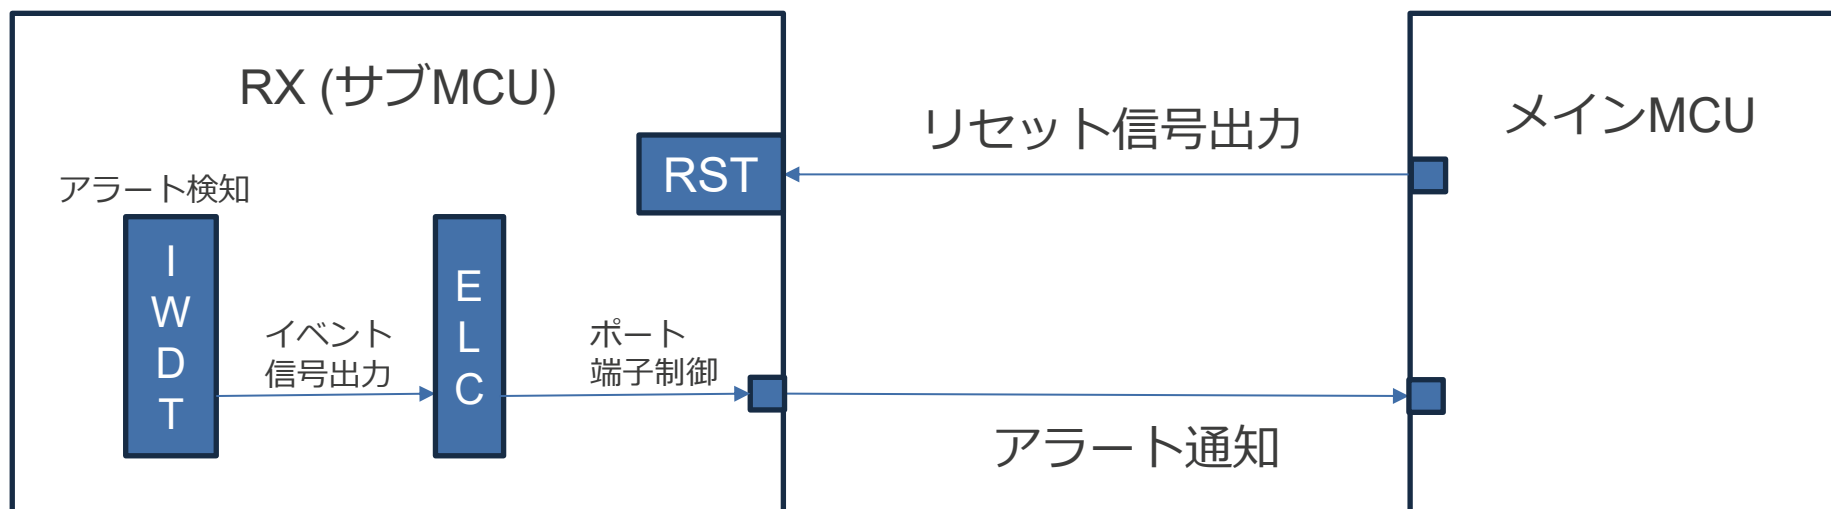 RX (サブMCU)
メインMCU
リセット信号出力
RST
アラート検知
I
W
D
T
E
L
C
イベント
信号出力
ポート
端子制御
アラート通知